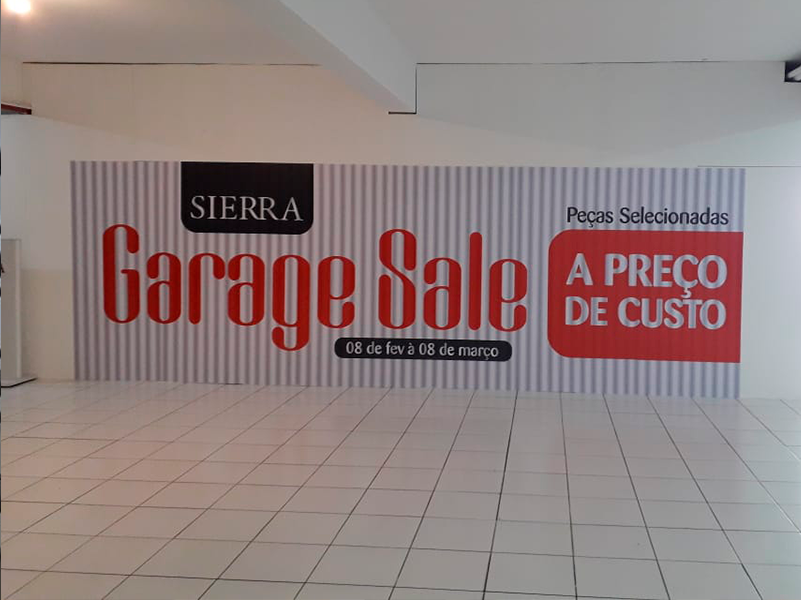 SIERRA
Garage Sale
08 de fev à 08 de março
Peças Selecionadas
A PREÇO
DE CUSTO